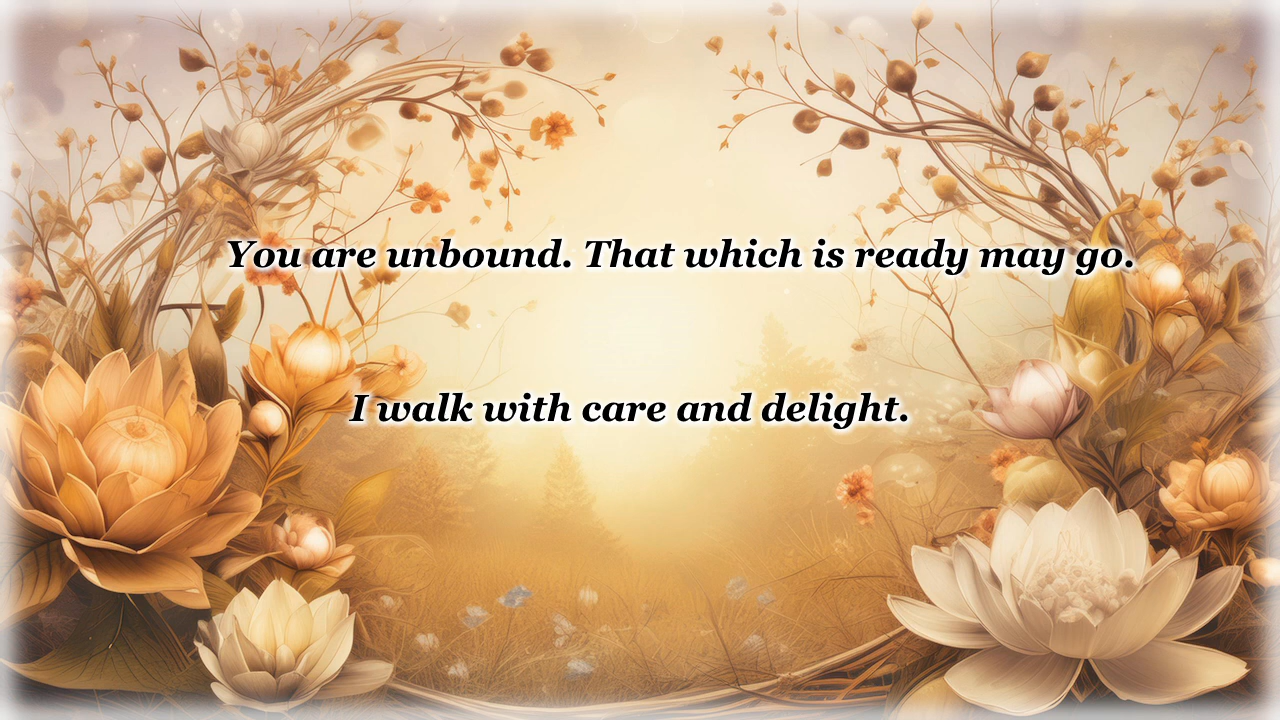 You are unbound. That which is ready may go.
I walk with care and delight.